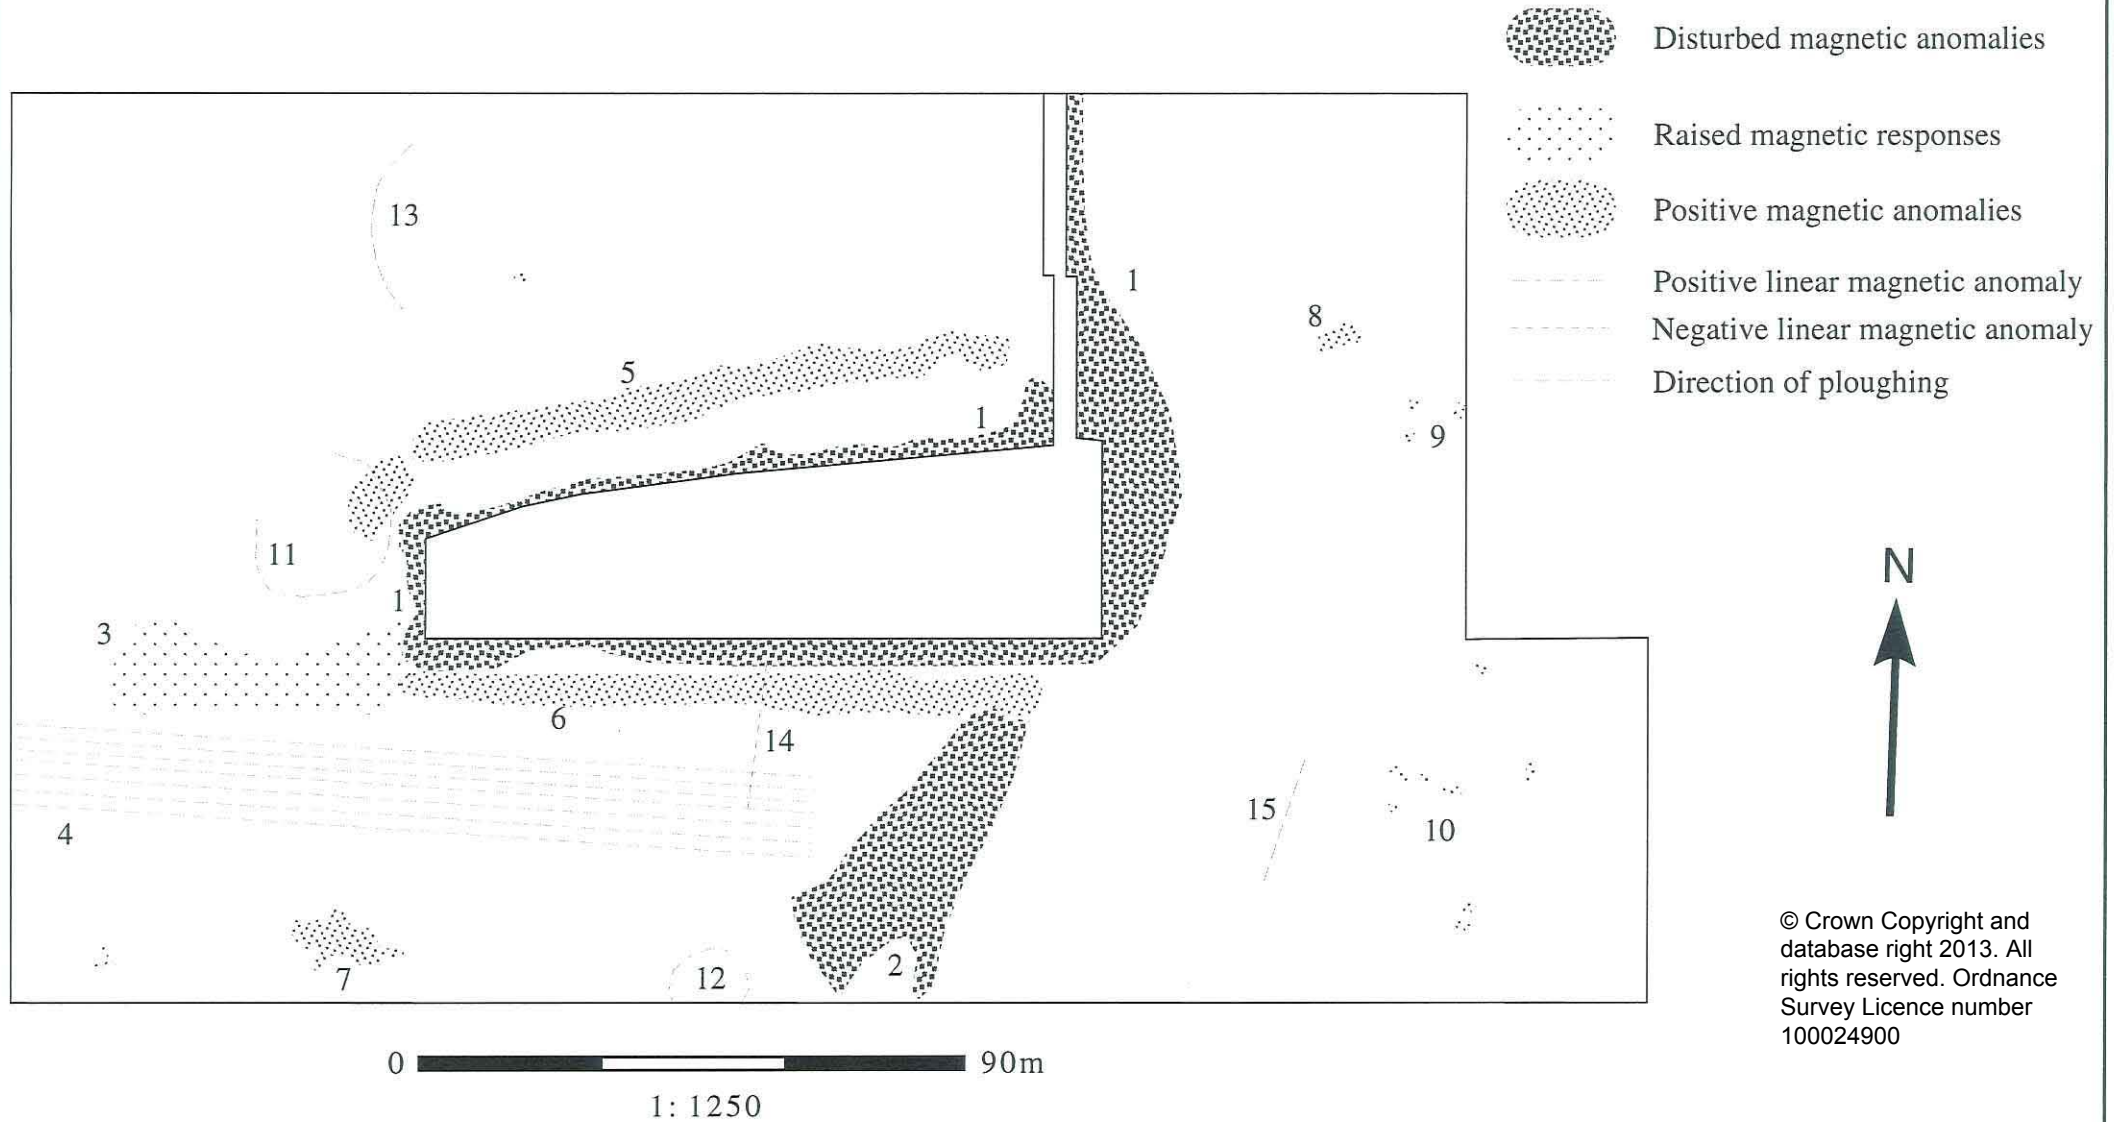 Disturbed magnetic anomalies
Raised magnetic responses
Positive magnetic anomalies
Positive linear magnetic anomaly
Negative linear magnetic anomaly
Direction of ploughing
13
1
8
5
1
9
11
1
3
6
14
4
15
10
7
12
2
N
0 90m
1: 1250
© Crown Copyright and
database right 2013. All
rights reserved. Ordnance
Survey Licence number
100024900